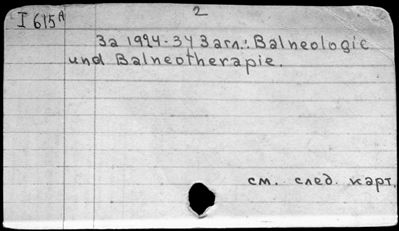 I 615A
2
За 1924-34 Загл.: Balneologie
und Balneotherapie.
см. след. карт.